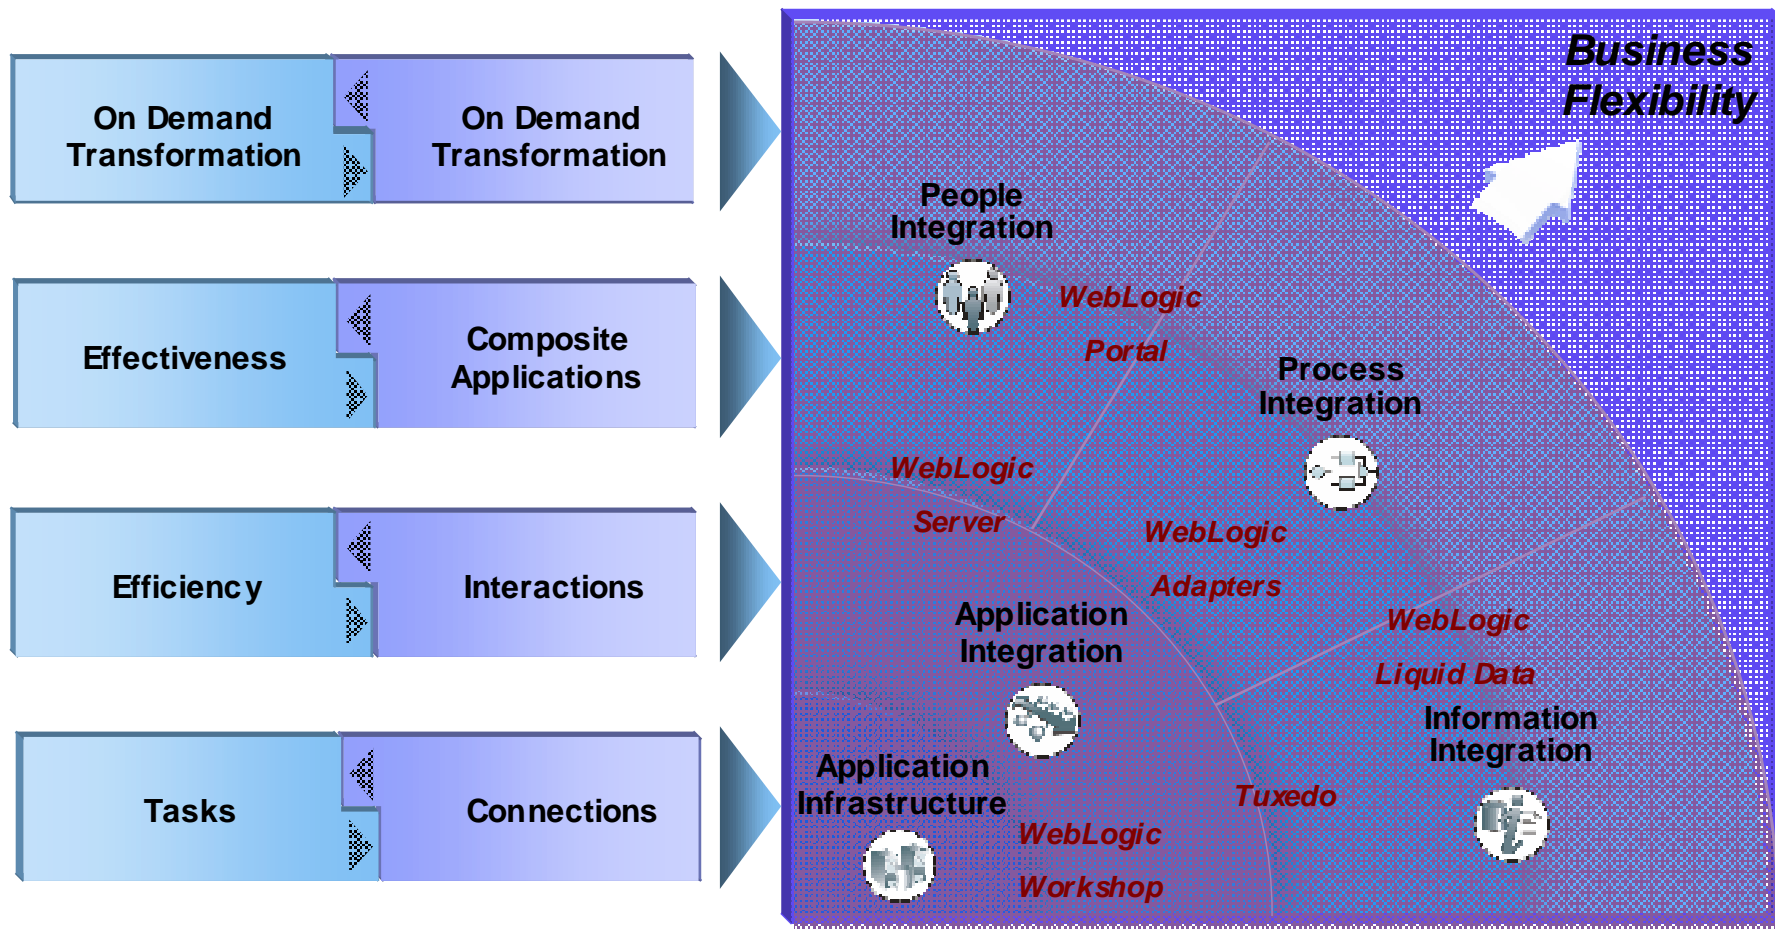 On Demand
Transformation
On Demand
Transformation
Effectiveness
Composite
Applications
Efficiency
Interactions
Tasks
Connections
Business
Flexibility
People
Integration
WebLogic
Portal
Process
Integration
WebLogic
Server
WebLogic
Adapters
Application
Integration
WebLogic
Liquid Data
Information
Integration
Application
Infrastructure
Tuxedo
WebLogic
Workshop